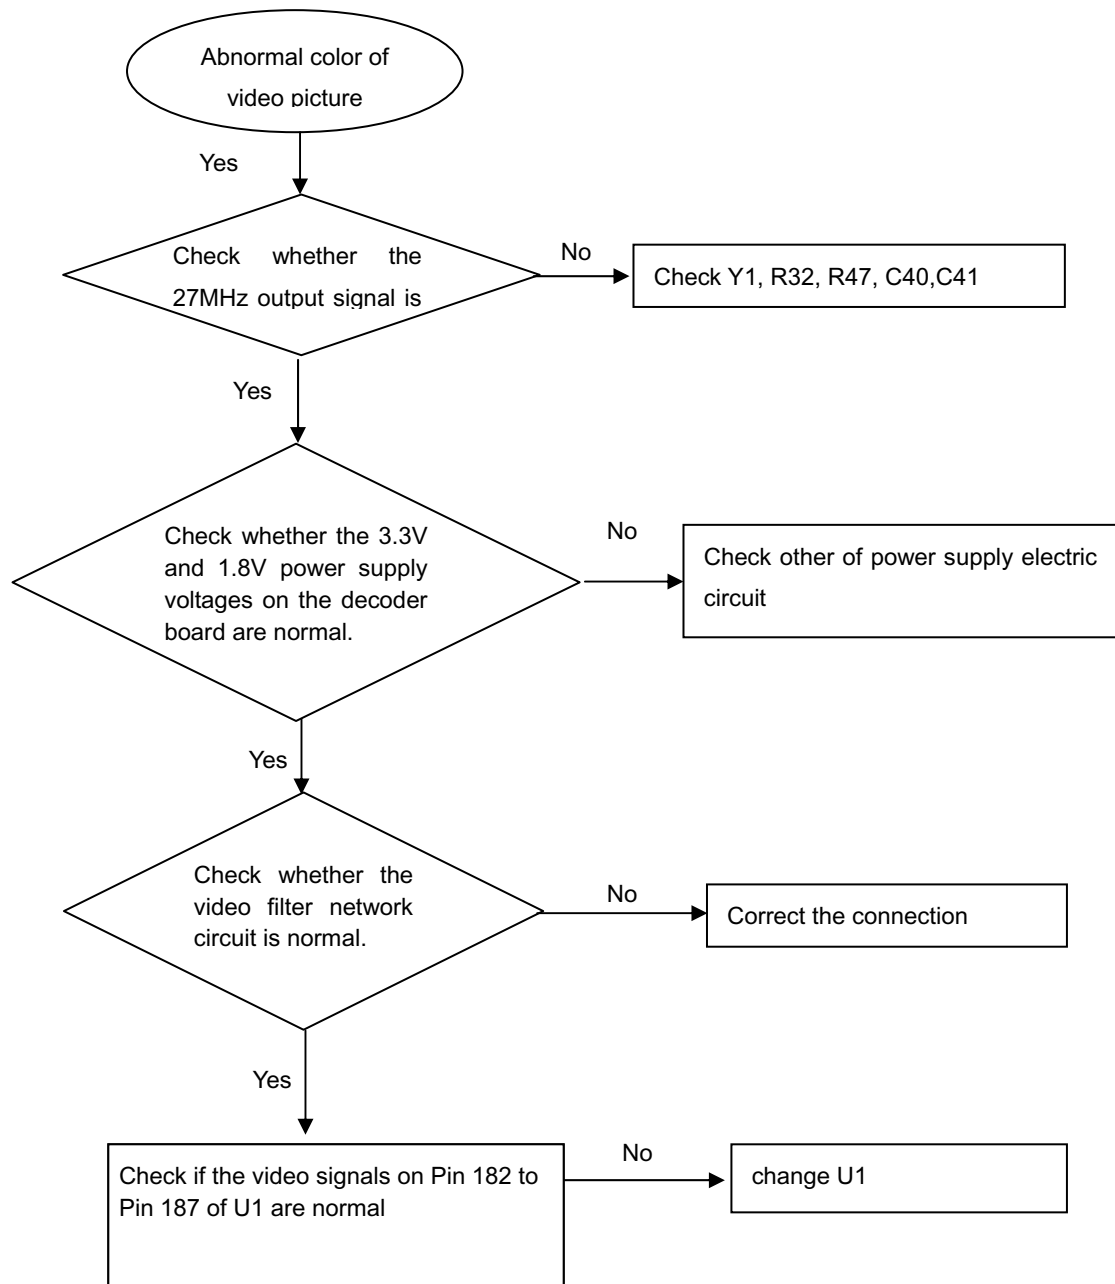 Abnormal color of
video picture
Yes
Check whether the
27MHz output signal is
No
Check Y1, R32, R47, C40,C41
Yes
Check whether the 3.3V
and 1.8V power supply
voltages on the decoder
board are normal.
No
Check other of power supply electric
circuit
Yes
Check whether the
video filter network
circuit is normal.
No
Correct the connection
Yes
Check if the video signals on Pin 182 to
Pin 187 of U1 are normal
No
change U1